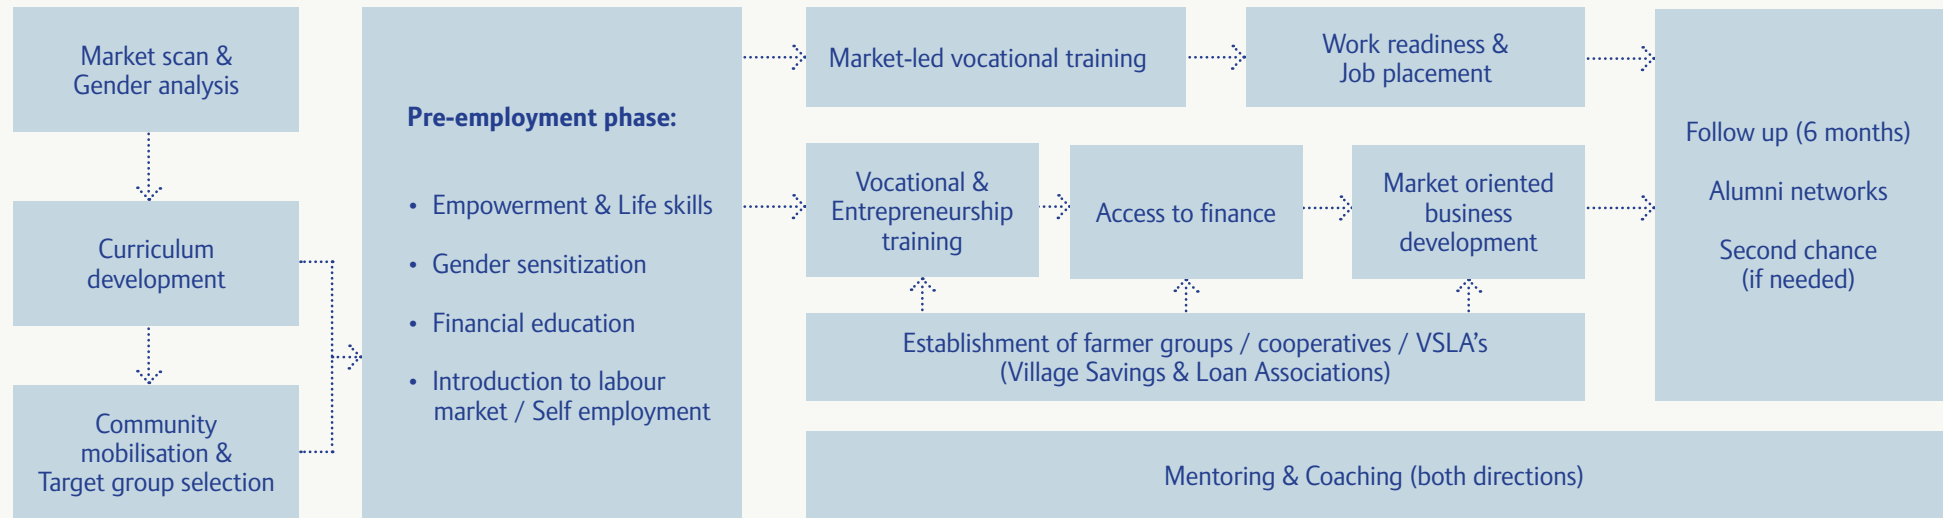 Market scan &
Gender analysis
Curriculum
development
Community
mobilisation &
Target group selection
Pre-employment phase:
• Empowerment & Life skills
• Gender sensitization
• Financial education
• Introduction to labour
market / Self employment
Market-led vocational training
Work readiness &
Job placement
Vocational &
Entrepreneurship
training
Access to finance
Market oriented
business
development
Establishment of farmer groups / cooperatives / VSLA’s
(Village Savings & Loan Associations)
Follow up (6 months)
Alumni networks
Second chance
(if needed)
Mentoring & Coaching (both directions)